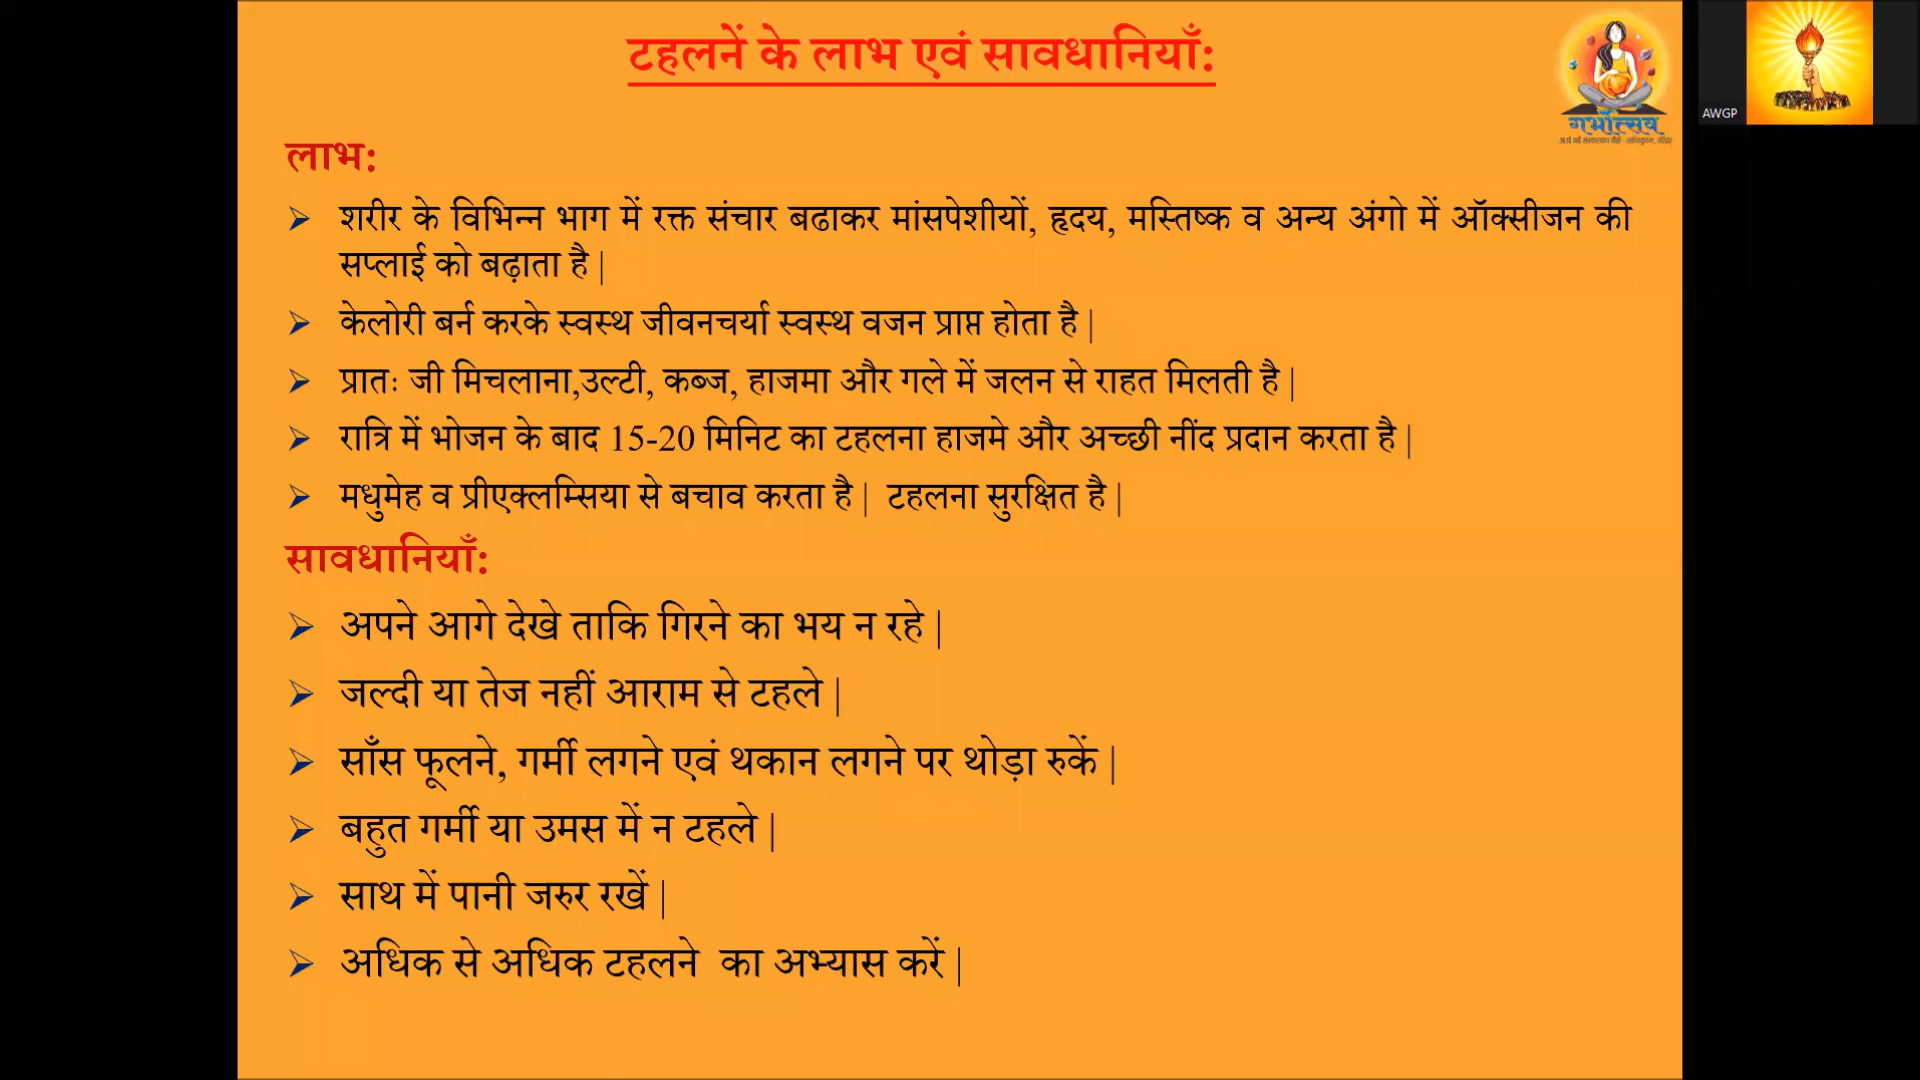 टहलनें के लाभ एवं सावधानियाँ:
गर्भोत्सव
AWGP
लाभ:
➢ शरीर के विभिन्न भाग में रक्त संचार बढाकर मांसपेशीयों, हृदय, मस्तिष्क व अन्य अंगो में ऑक्सीजन की
सप्लाई को बढ़ाता है |
➢ केलोरी बर्न करके स्वस्थ जीवनचर्या स्वस्थ वजन प्राप्त होता है |
➢ प्रातः जी मिचलाना,उल्टी, कब्ज, हाजमा और गले में जलन से राहत मिलती है |
➢ रात्रि में भोजन के बाद 15-20 मिनिट का टहलना हाजमे और अच्छी नींद प्रदान करता है |
➢ मधुमेह व प्रीएक्लम्सिया से बचाव करता है | टहलना सुरक्षित है |
सावधानियाँ:
➢ अपने आगे देखे ताकि गिरने का भय न रहे |
➢ जल्दी या तेज नहीं आराम से टहले |
➢ साँस फूलने, गर्मी लगने एवं थकान लगने पर थोड़ा रुकें |
➢ बहुत गर्मी या उमस में न टहले |
➢ साथ में पानी जरुर रखें |
➢ अधिक से अधिक टहलने का अभ्यास करें |